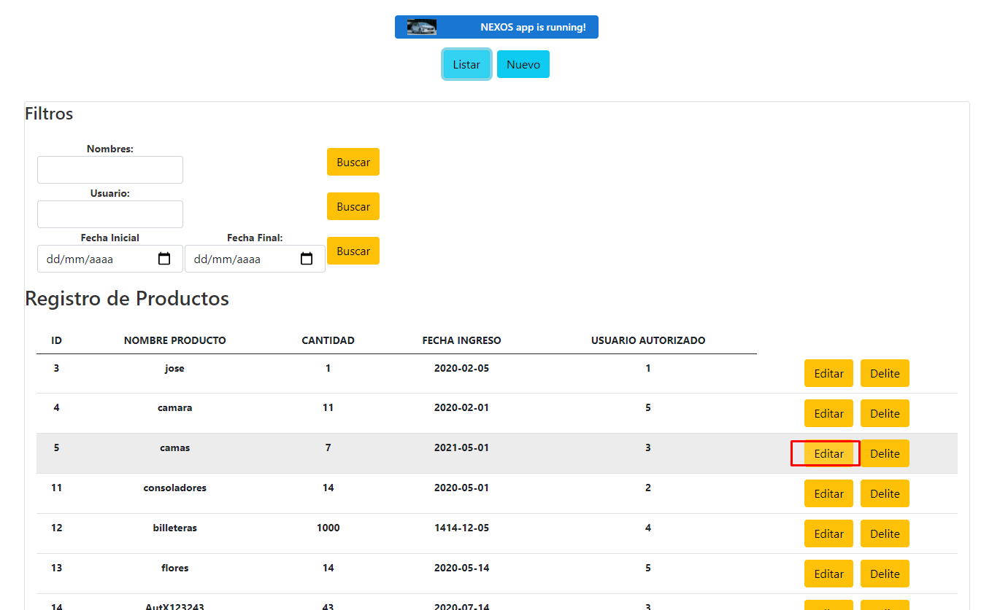 NEXOS app is running!
Listar Nuevo
Filtros
Nombres:
Buscar
Usuario:
Buscar
Fecha Inicial Fecha Final:
dd/mm/aaaa dd/mm/aaaa Buscar
Registro de Productos
ID NOMBRE PRODUCTO CANTIDAD FECHA INGRESO USUARIO AUTORIZADO
3 jose 1 2020-02-05 1 Editar Delite
4 camara 11 2020-02-01 5 Editar Delite
5 camas 7 2021-05-01 3 Editar Delite
11 consoladores 14 2020-05-01 2 Editar Delite
12 billeteras 1000 1414-12-05 4 Editar Delite
13 flores 14 2020-05-14 5 Editar Delite
14 AutX123243 43 2020-07-14 3